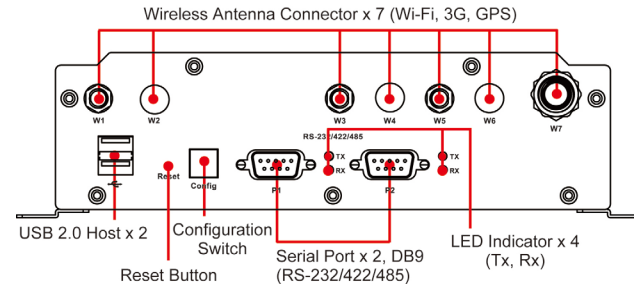 Wireless Antenna Connector x 7 (Wi-Fi, 3G, GPS)
W1
W2
W3
W4
W5
W6
W7
RS-232/422/485
TX
RX
TX
RX
Reset
Config
P1
P2
USB 2.0 Host x 2
Configuration
Switch
Reset Button
Serial Port x 2, DB9
(RS-232/422/485)
LED Indicator x 4
(Tx, Rx)